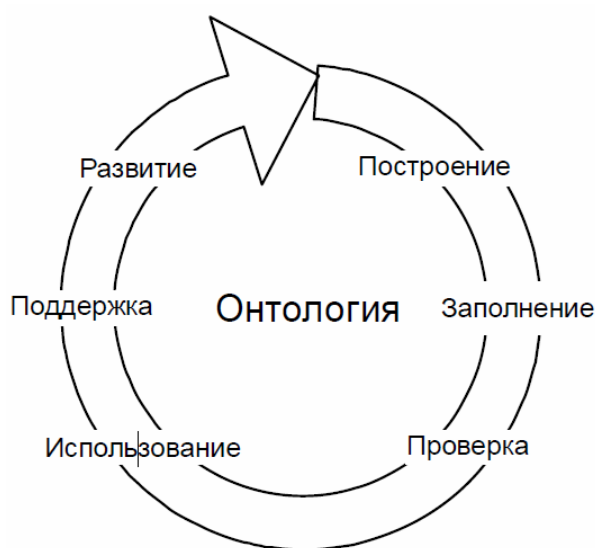 Развитие
Построение
Поддержка
Онтология
Заполнение
Использование
Проверка